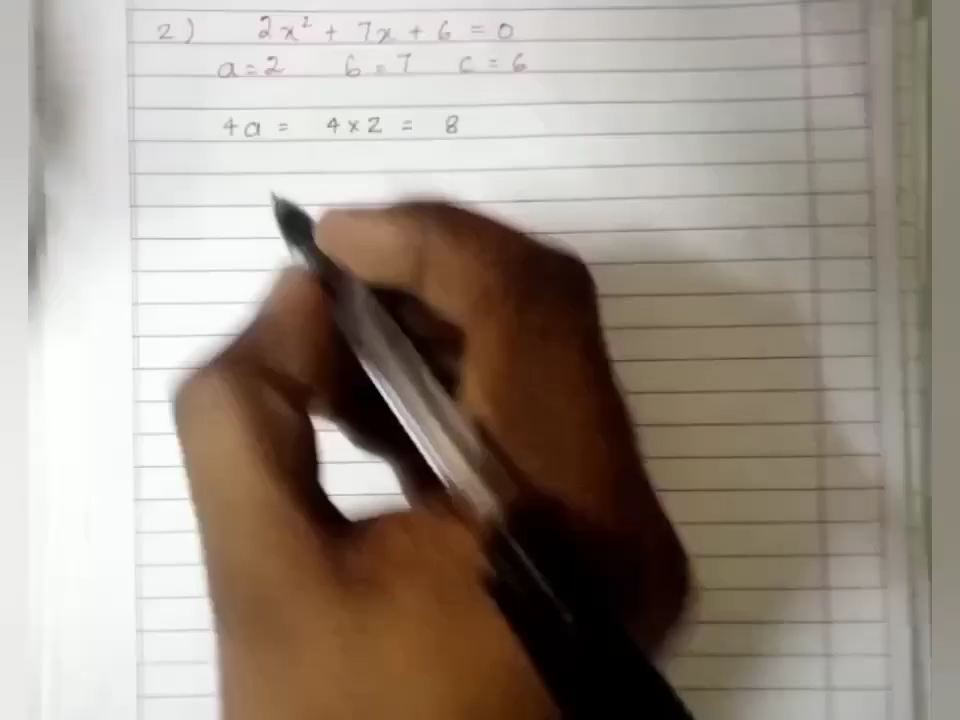 2) 2x² + 7x + 6 = 0
a = 2 b = 7 c = 6
4a = 4 × 2 = 8